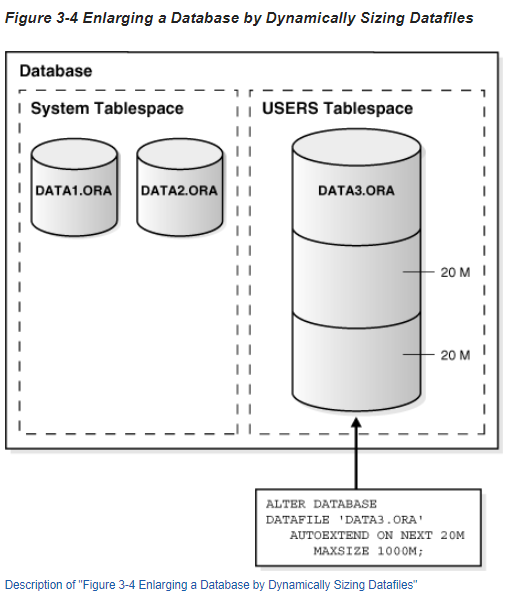 Figure 3-4 Enlarging a Database by Dynamically Sizing Datafiles
Database
System Tablespace
USERS Tablespace
DATA1.ORA
DATA2.ORA
DATA3.ORA
20 M
20 M
ALTER DATABASE
DATAFILE 'DATA3.ORA'
AUTOEXTEND ON NEXT 20M
MAXSIZE 1000M;
Description of "Figure 3-4 Enlarging a Database by Dynamically Sizing Datafiles"